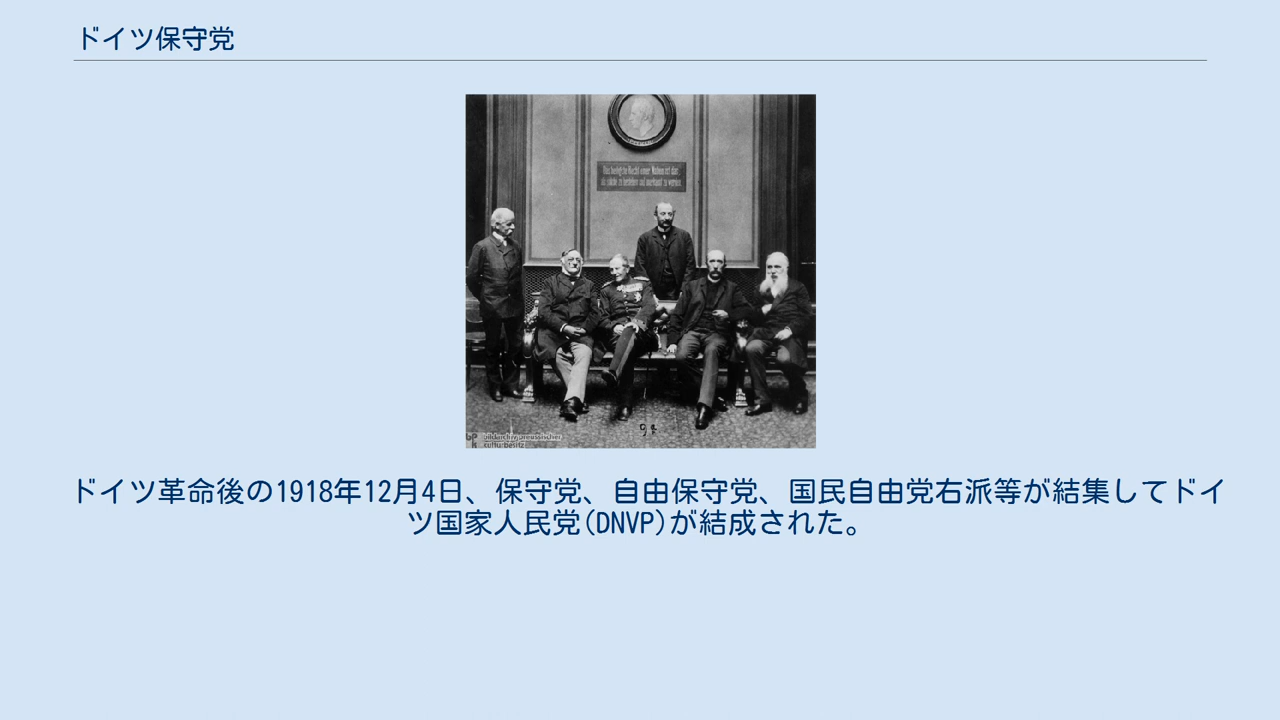 ドイツ保守党
bildarchiv preussischer
kulturbesitz
ドイツ革命後の1918年12月4日、保守党、自由保守党、国民自由党右派等が結集してドイ
ツ国家人民党(DNVP)が結成された。